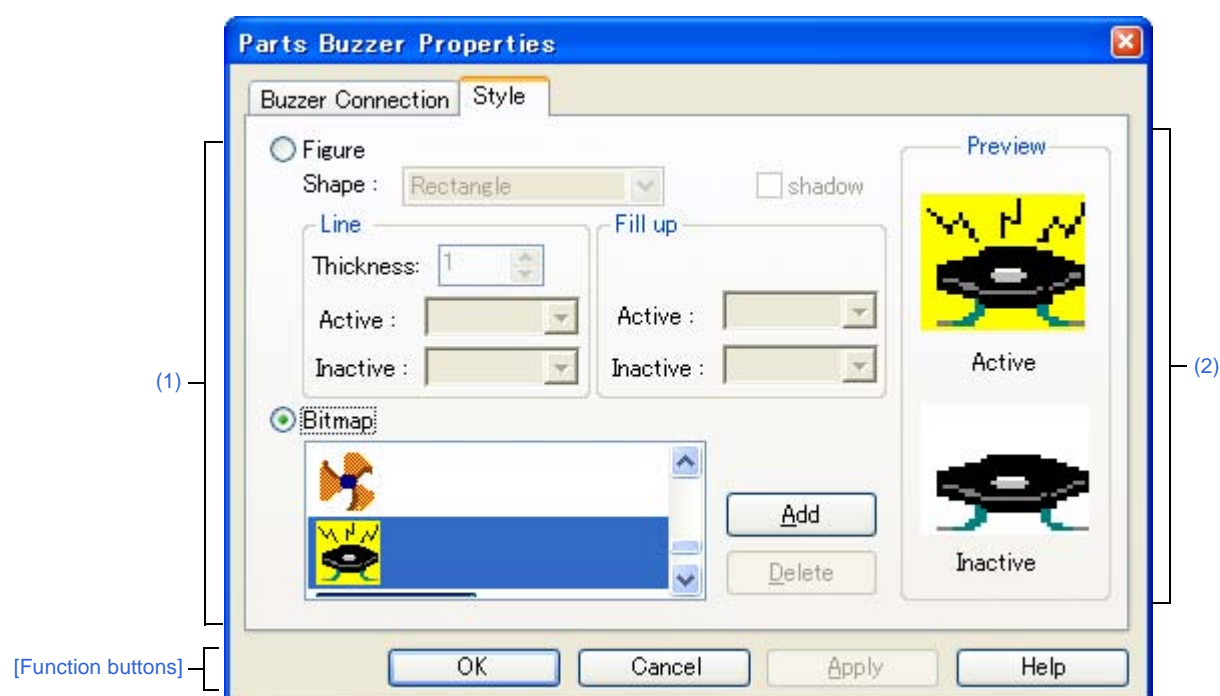 Parts Buzzer Properties
Buzzer Connection
Style
Figure
Shape :
Rectangle
shadow
Line
Thickness:
1
Active :
Inactive :
Fill up
Active :
Inactive :
Bitmap
Add
Delete
Preview
Active
Inactive
(1)
(2)
[Function buttons]
OK
Cancel
Apply
Help